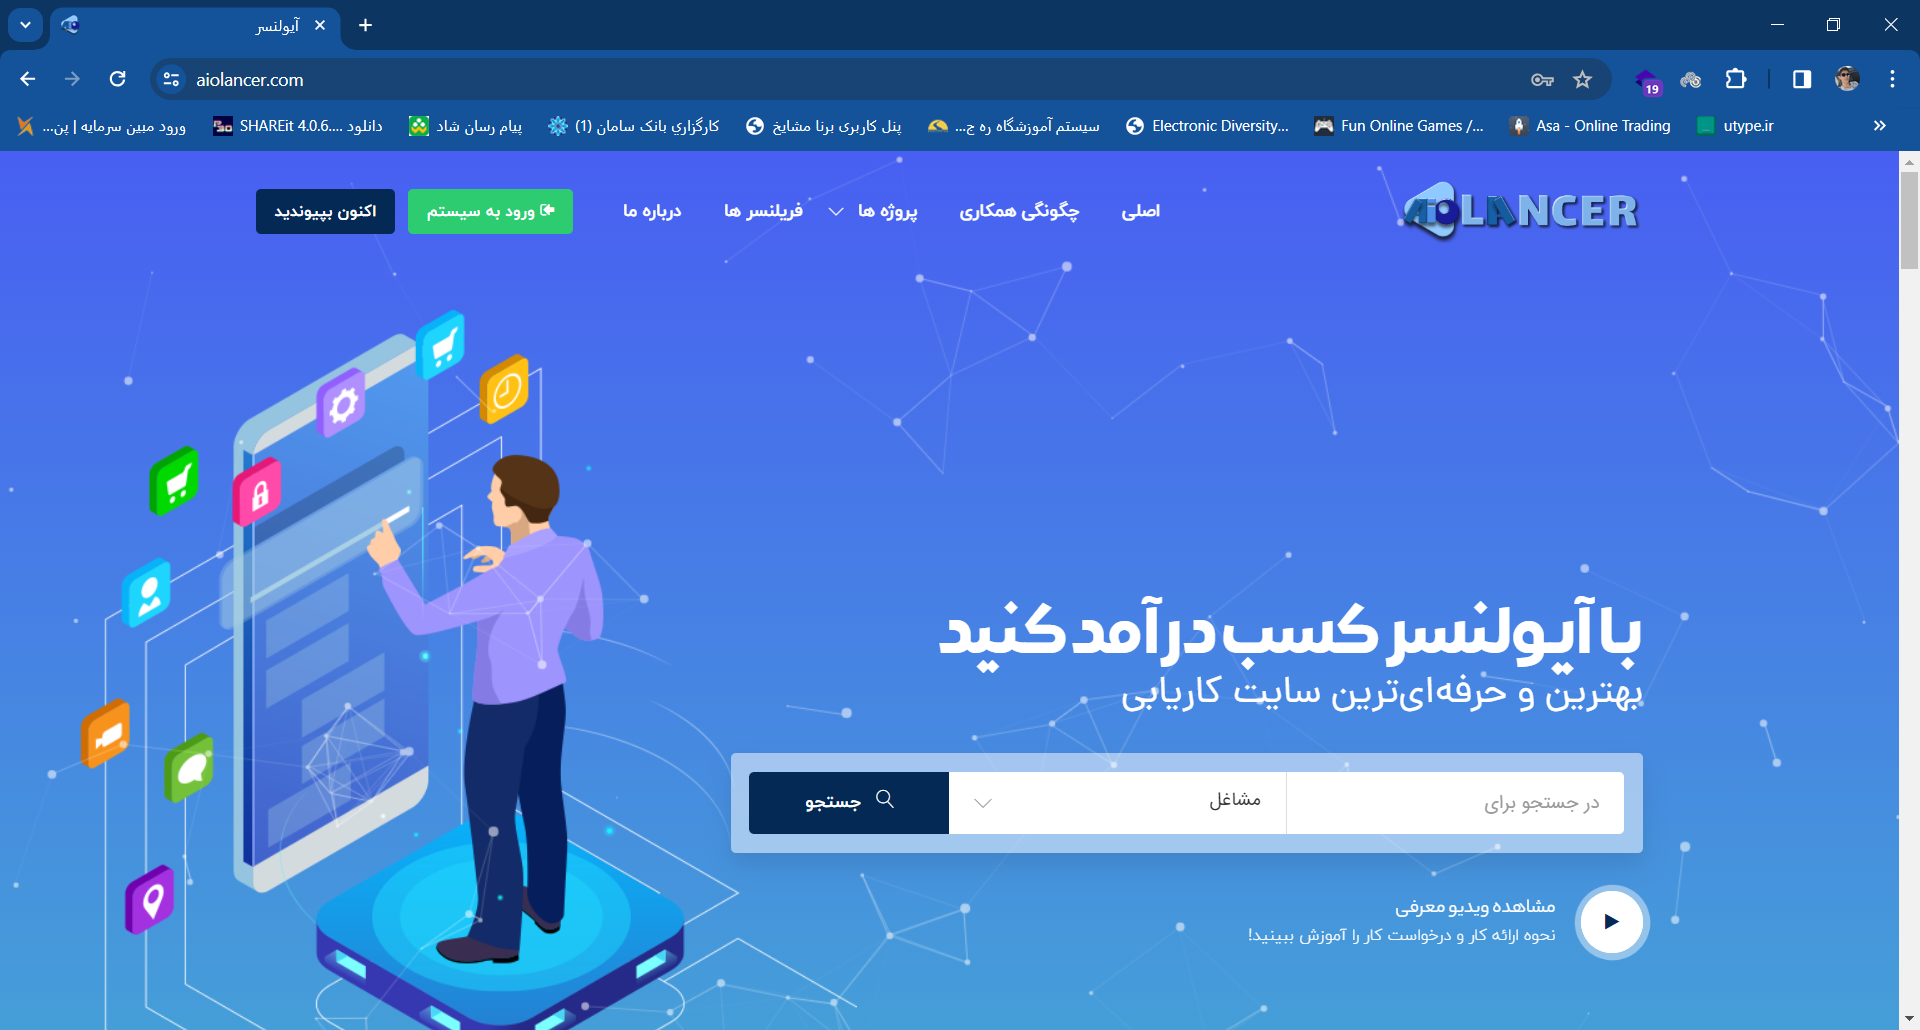 آیولنسر
aiolancer.com
19
ورود مبین سرمایه | پن...
دانلود ....SHAREit 4.0.6
پیام رسان شاد
کارگزاري بانک سامان (1)
پنل کاربری برنا مشایخ
سیستم آموزشگاه ره ج...
Electronic Diversity...
Fun Online Games /...
Asa - Online Trading
utype.ir
AiOLANCER
اصلی
چگونگی همکاری
پروژه ها
فریلنسر ها
درباره ما
ورود به سیستم
اکنون بپیوندید
با آیولنسر کسب درآمد کنید
بهترین و حرفه‌ای‌ترین سایت کاریابی
در جستجو برای
مشاغل
جستجو
مشاهده ویدیو معرفی
نحوه ارائه کار و درخواست کار را آموزش ببینید!